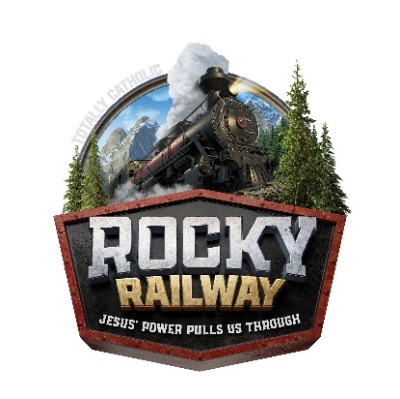 TOTALLY CATHOLIC
ROCKY
RAILWAY
JESUS' POWER PULLS US THROUGH